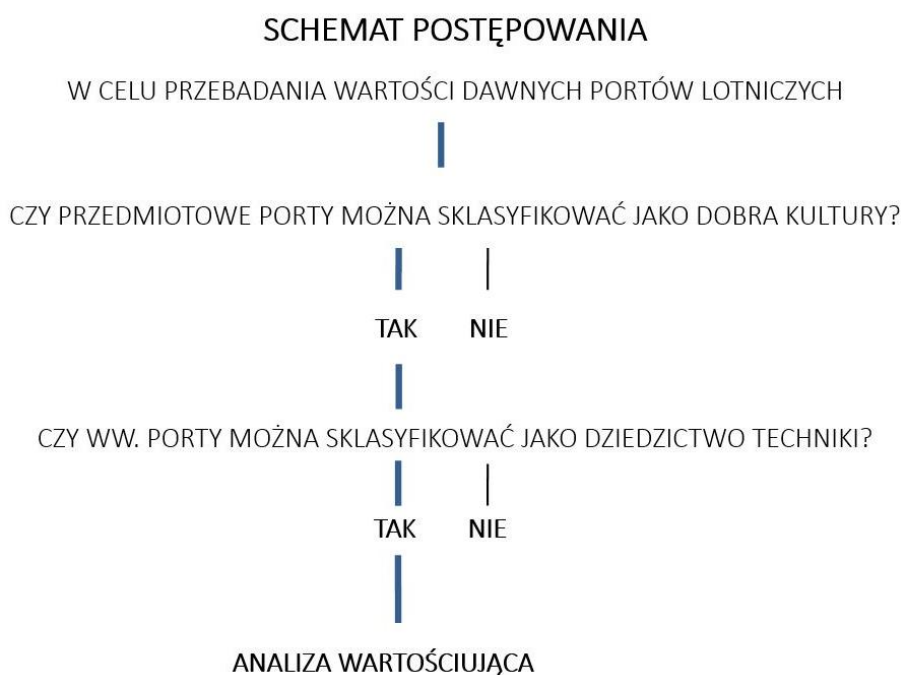 SCHEMAT POSTĘPOWANIA
W CELU PRZEBADANIA WARTOŚCI DAWNYCH PORTÓW LOTNICZYCH
CZY PRZEDMIOTOWE PORTY MOŻNA SKLASYFIKOWAĆ JAKO DOBRA KULTURY?
TAK NIE
CZY WW. PORTY MOŻNA SKLASYFIKOWAĆ JAKO DZIEDZICTWO TECHNIKI?
TAK NIE
ANALIZA WARTOŚCIUJĄCA